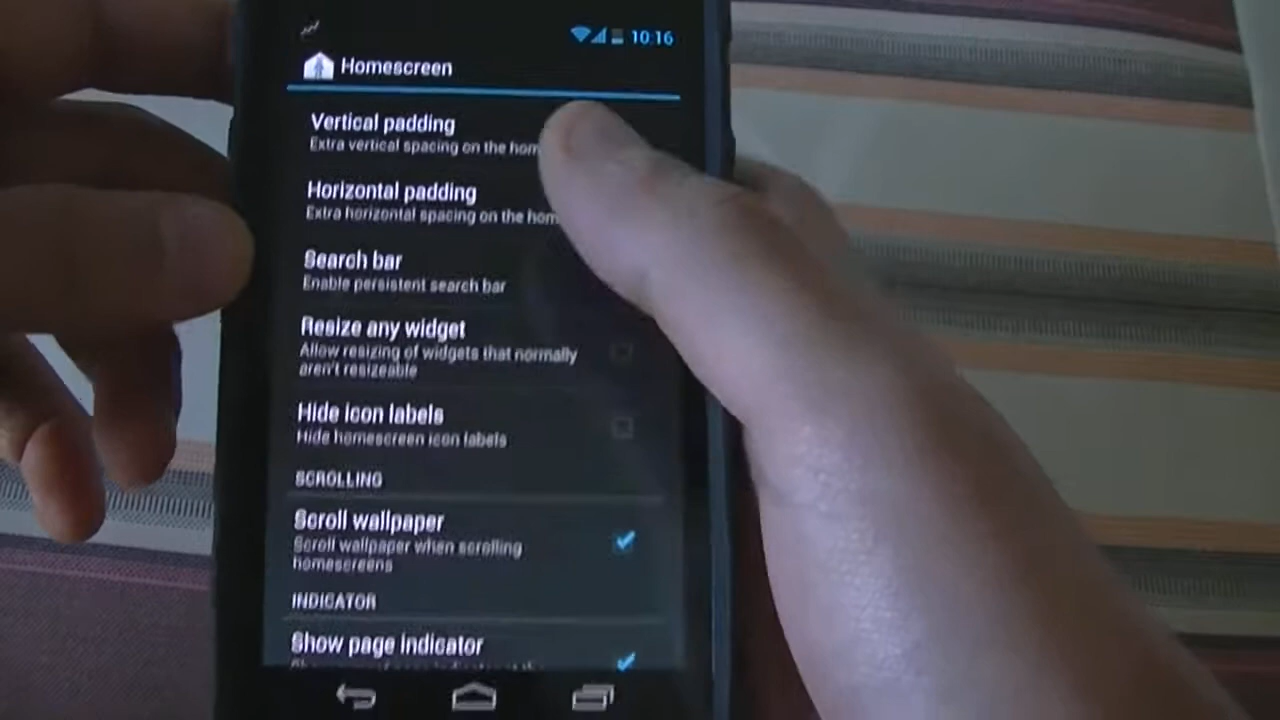 10:16
Homescreen
Vertical padding
Extra vertical spacing on the
Horizontal padding
Extra horizontal spacing on the
Search bar
Enable persistent search bar
Resize any widget
Allow resizing of widgets that normally
aren't resizeable
Hide icon labels
Hide homescreen icon labels
SCROLLING
Scroll wallpaper
Scroll wallpaper when scrolling
homescreens
INDICATOR
Show page indicator